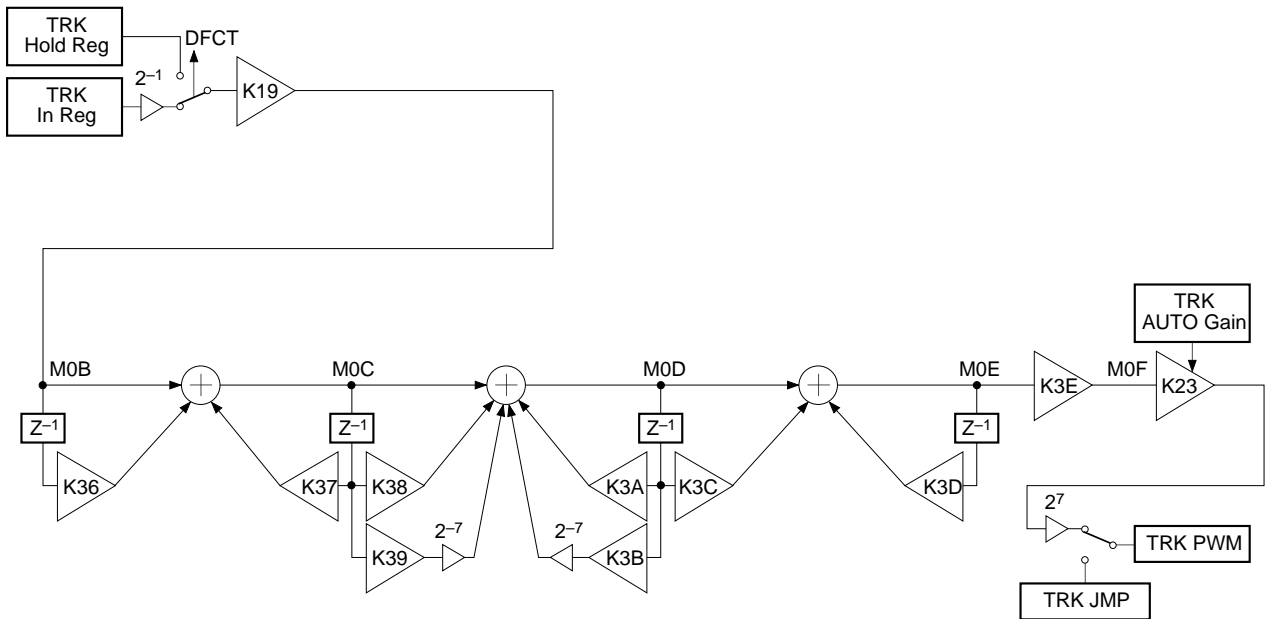 TRK
Hold Reg
DFCT
2–1
TRK
In Reg
K19
TRK
AUTO Gain
M0B
M0C
M0D
M0E
K3E
M0F
K23
Z–1
Z–1
Z–1
Z–1
K36
K37
K38
K3A
K3C
K3D
K39
2–7
2–7
K3B
27
TRK PWM
TRK JMP